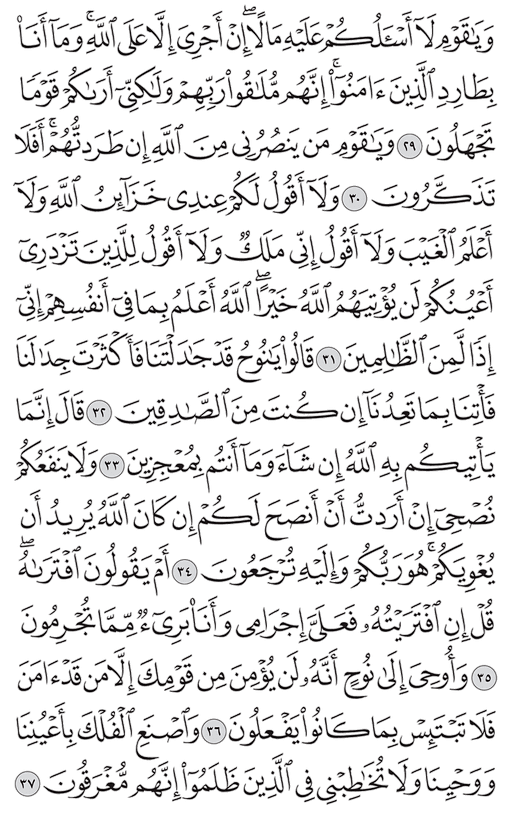 وَيَٰقَوۡمِ لَآ أَسۡـَٔلُكُمۡ عَلَيۡهِ مَالًاۖ إِنۡ أَجۡرِيَ إِلَّا عَلَى ٱللَّهِۚ وَمَآ أَنَا۠
بِطَارِدِ ٱلَّذِينَ ءَامَنُوٓاْۚ إِنَّهُم مُّلَٰقُواْ رَبِّهِمۡ وَلَٰكِنِّيٓ أَرَىٰكُمۡ قَوۡمٗا
تَجۡهَلُونَ ٢٩ وَيَٰقَوۡمِ مَن يَنصُرُنِي مِنَ ٱللَّهِ إِن طَرَدتُّهُمۡۚ أَفَلَا
تَذَكَّرُونَ ٣٠ وَلَآ أَقُولُ لَكُمۡ عِندِي خَزَآئِنُ ٱللَّهِ وَلَآ
أَعۡلَمُ ٱلۡغَيۡبَ وَلَآ أَقُولُ إِنِّي مَلَكٞ وَلَآ أَقُولُ لِلَّذِينَ تَزۡدَرِيٓ
أَعۡيُنُكُمۡ لَن يُؤۡتِيَهُمُ ٱللَّهُ خَيۡرًاۖ ٱللَّهُ أَعۡلَمُ بِمَا فِيٓ أَنفُسِهِمۡ إِنِّيٓ
إِذٗا لَّمِنَ ٱلظَّٰلِمِينَ ٣١ قَالُواْ يَٰنُوحُ قَدۡ جَٰدَلۡتَنَا فَأَكۡثَرۡتَ جِدَٰلَنَا
فَأۡتِنَا بِمَا تَعِدُنَآ إِن كُنتَ مِنَ ٱلصَّٰدِقِينَ ٣٢ قَالَ إِنَّمَا
يَأۡتِيكُم بِهِ ٱللَّهُ إِن شَآءَ وَمَآ أَنتُم بِمُعۡجِزِينَ ٣٣ وَلَا يَنفَعُكُمۡ
نُصۡحِيٓ إِنۡ أَرَدتُّ أَنۡ أَنصَحَ لَكُمۡ إِن كَانَ ٱللَّهُ يُرِيدُ أَن
يُغۡوِيَكُمۡۚ هُوَ رَبُّكُمۡ وَإِلَيۡهِ تُرۡجَعُونَ ٣٤ أَمۡ يَقُولُونَ ٱفۡتَرَىٰهُۖ
قُلۡ إِنِ ٱفۡتَرَيۡتُهُۥ فَعَلَيَّ إِجۡرَامِي وَأَنَا۠ بَرِيٓءٞ مِّمَّا تُجۡرِمُونَ
٣٥ وَأُوحِيَ إِلَىٰ نُوحٍ أَنَّهُۥ لَن يُؤۡمِنَ مِن قَوۡمِكَ إِلَّا مَن قَدۡ ءَامَنَ
فَلَا تَبۡتَئِسۡ بِمَا كَانُواْ يَفۡعَلُونَ ٣٦ وَٱصۡنَعِ ٱلۡفُلۡكَ بِأَعۡيُنِنَا
وَوَحۡيِنَا وَلَا تُخَٰطِبۡنِي فِي ٱلَّذِينَ ظَلَمُوٓاْ إِنَّهُم مُّغۡرَقُونَ ٣٧